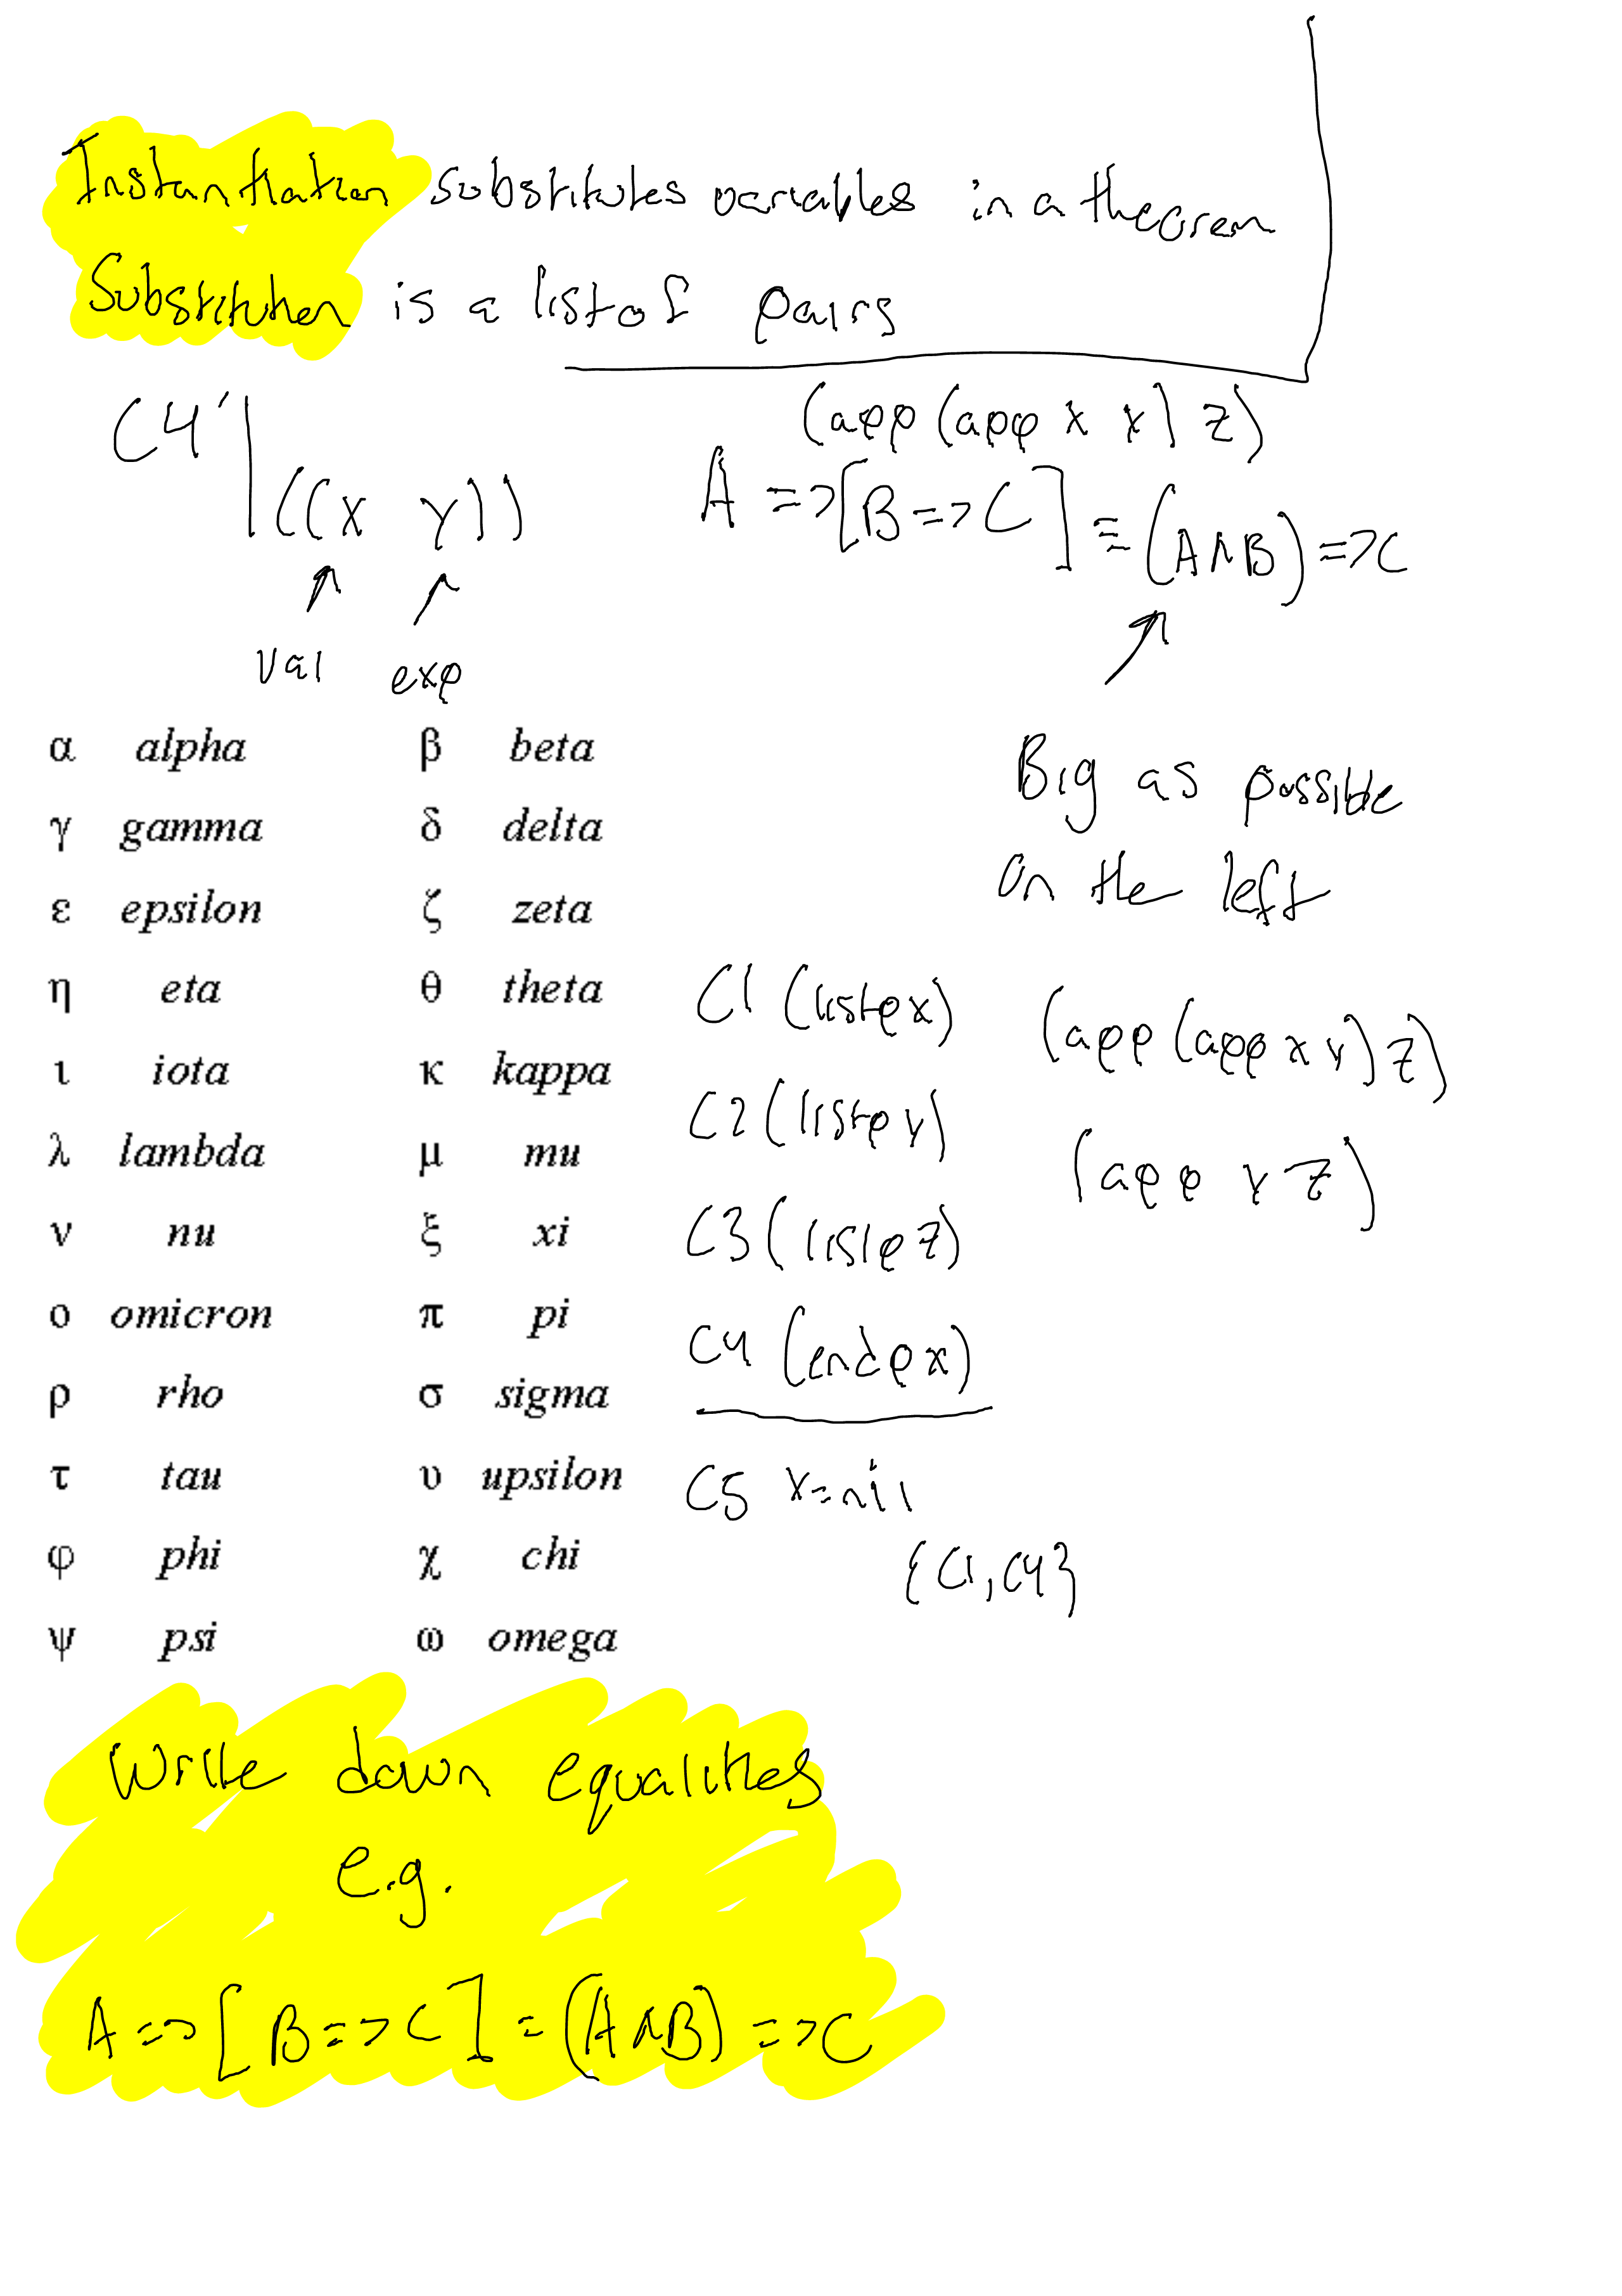 Instantiation substitutes variables in a theorem
Substitution is a list of pairs
C4'|((x y))
val exp
(app (app x x) z)
A => [B => C] ≡ (A ∧ B) => C
Big as possible
on the left
α alpha β beta
γ gamma δ delta
ε epsilon ζ zeta
η eta θ theta
ι iota κ kappa
λ lambda μ mu
ν nu ξ xi
ο omicron π pi
ρ rho σ sigma
τ tau υ upsilon
φ phi χ chi
ψ psi ω omega
C1 (listp x)
C2 (listp y)
C3 (listp z)
C4 (endp x)
C5 x = nil
{C1, C4}
(app (app x y) z)
(app y z)
Write down equalities
e.g.
A => [B => C] = (A ∧ B) => C